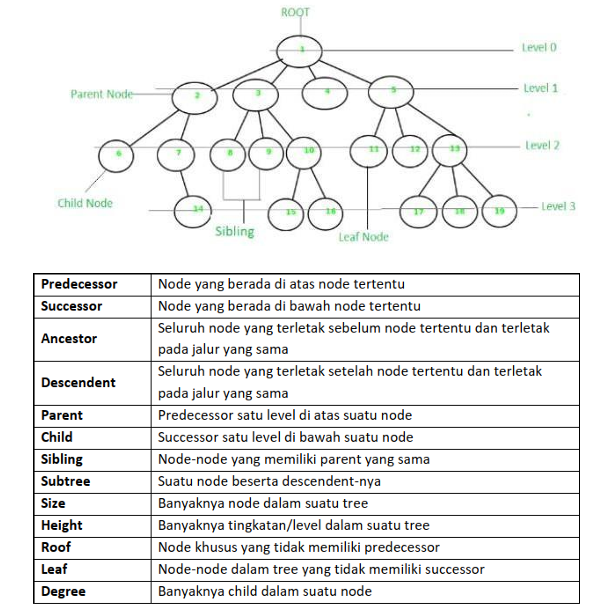 ROOT
1
Level 0
Parent Node
2
3
4
5
Level 1
6
7
8
9
10
11
12
13
Level 2
Child Node
14
15
16
17
18
19
Level 3
Sibling
Leaf Node
Predecessor Node yang berada di atas node tertentu
Successor Node yang berada di bawah node tertentu
Ancestor Seluruh node yang terletak sebelum node tertentu dan terletak
pada jalur yang sama
Descendent Seluruh node yang terletak setelah node tertentu dan terletak
pada jalur yang sama
Parent Predecessor satu level di atas suatu node
Child Successor satu level di bawah suatu node
Sibling Node-node yang memiliki parent yang sama
Subtree Suatu node beserta descendent-nya
Size Banyaknya node dalam suatu tree
Height Banyaknya tingkatan/level dalam suatu tree
Roof Node khusus yang tidak memiliki predecessor
Leaf Node-node dalam tree yang tidak memiliki successor
Degree Banyaknya child dalam suatu node